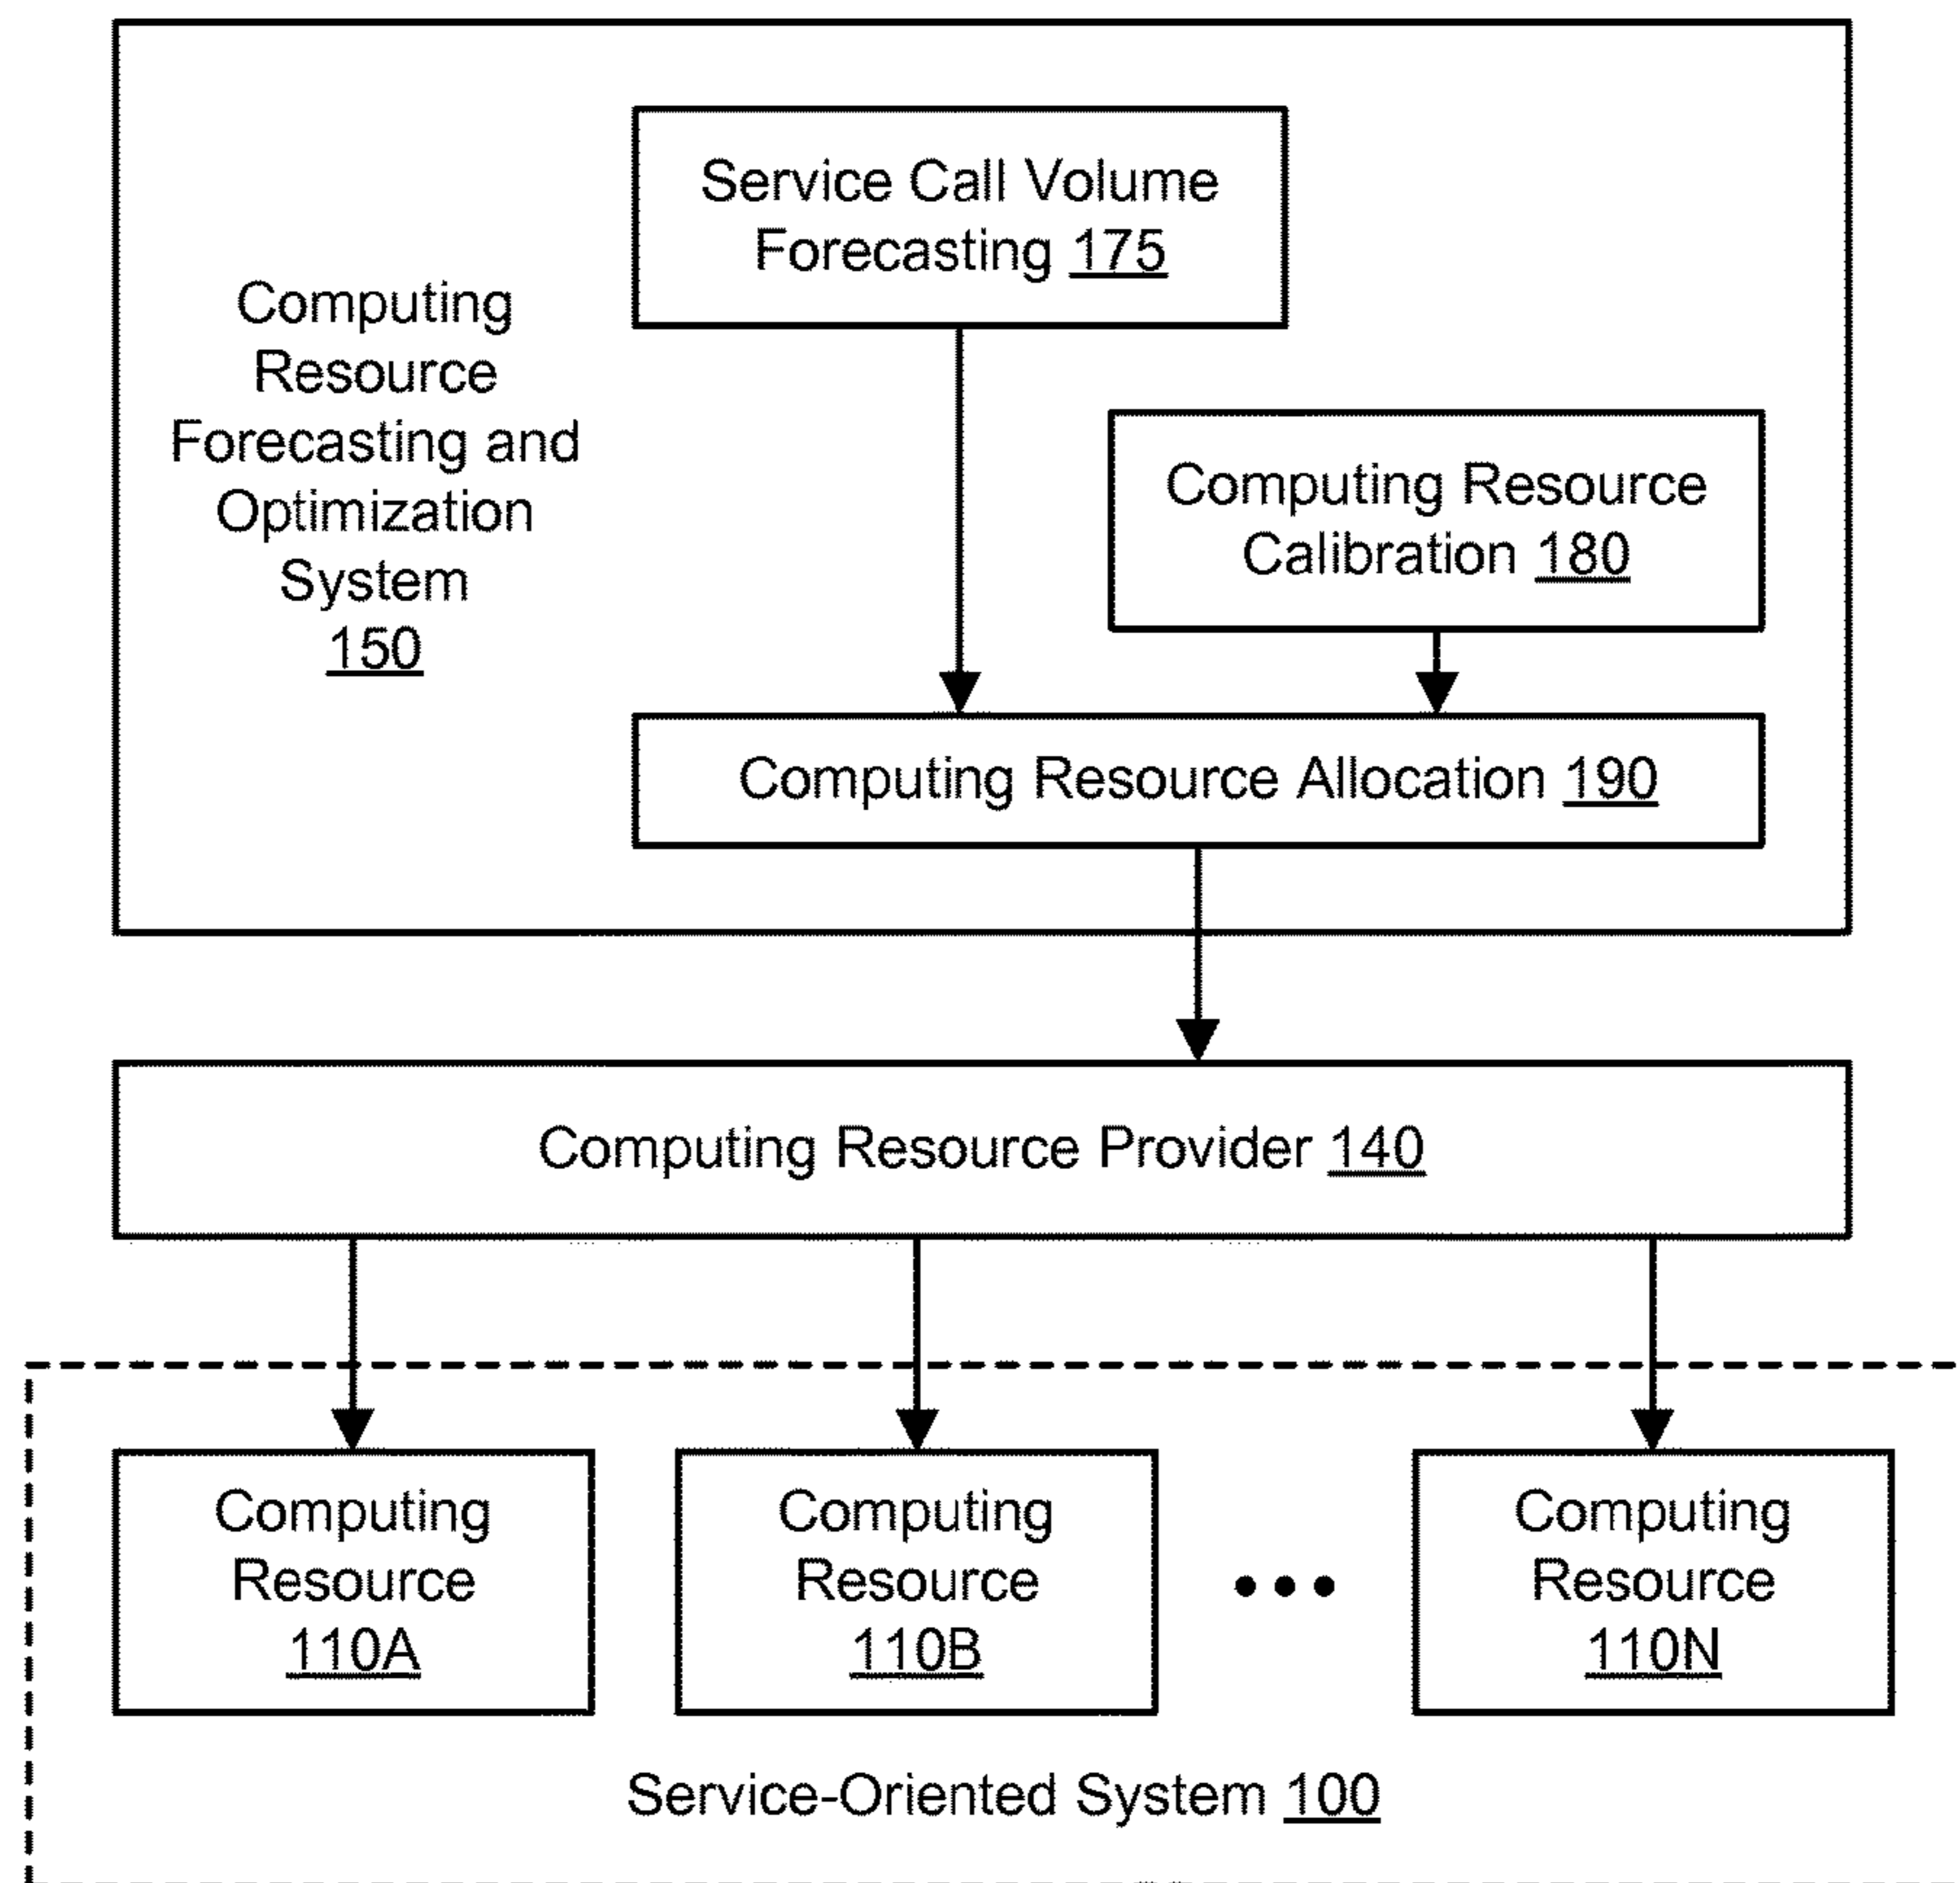 Service Call Volume
Forecasting 175
Computing
Resource
Forecasting and
Optimization
System
150
Computing Resource
Calibration 180
Computing Resource Allocation 190
Computing Resource Provider 140
Computing
Resource
110A
Computing
Resource
110B
Computing
Resource
110N
Service-Oriented System 100